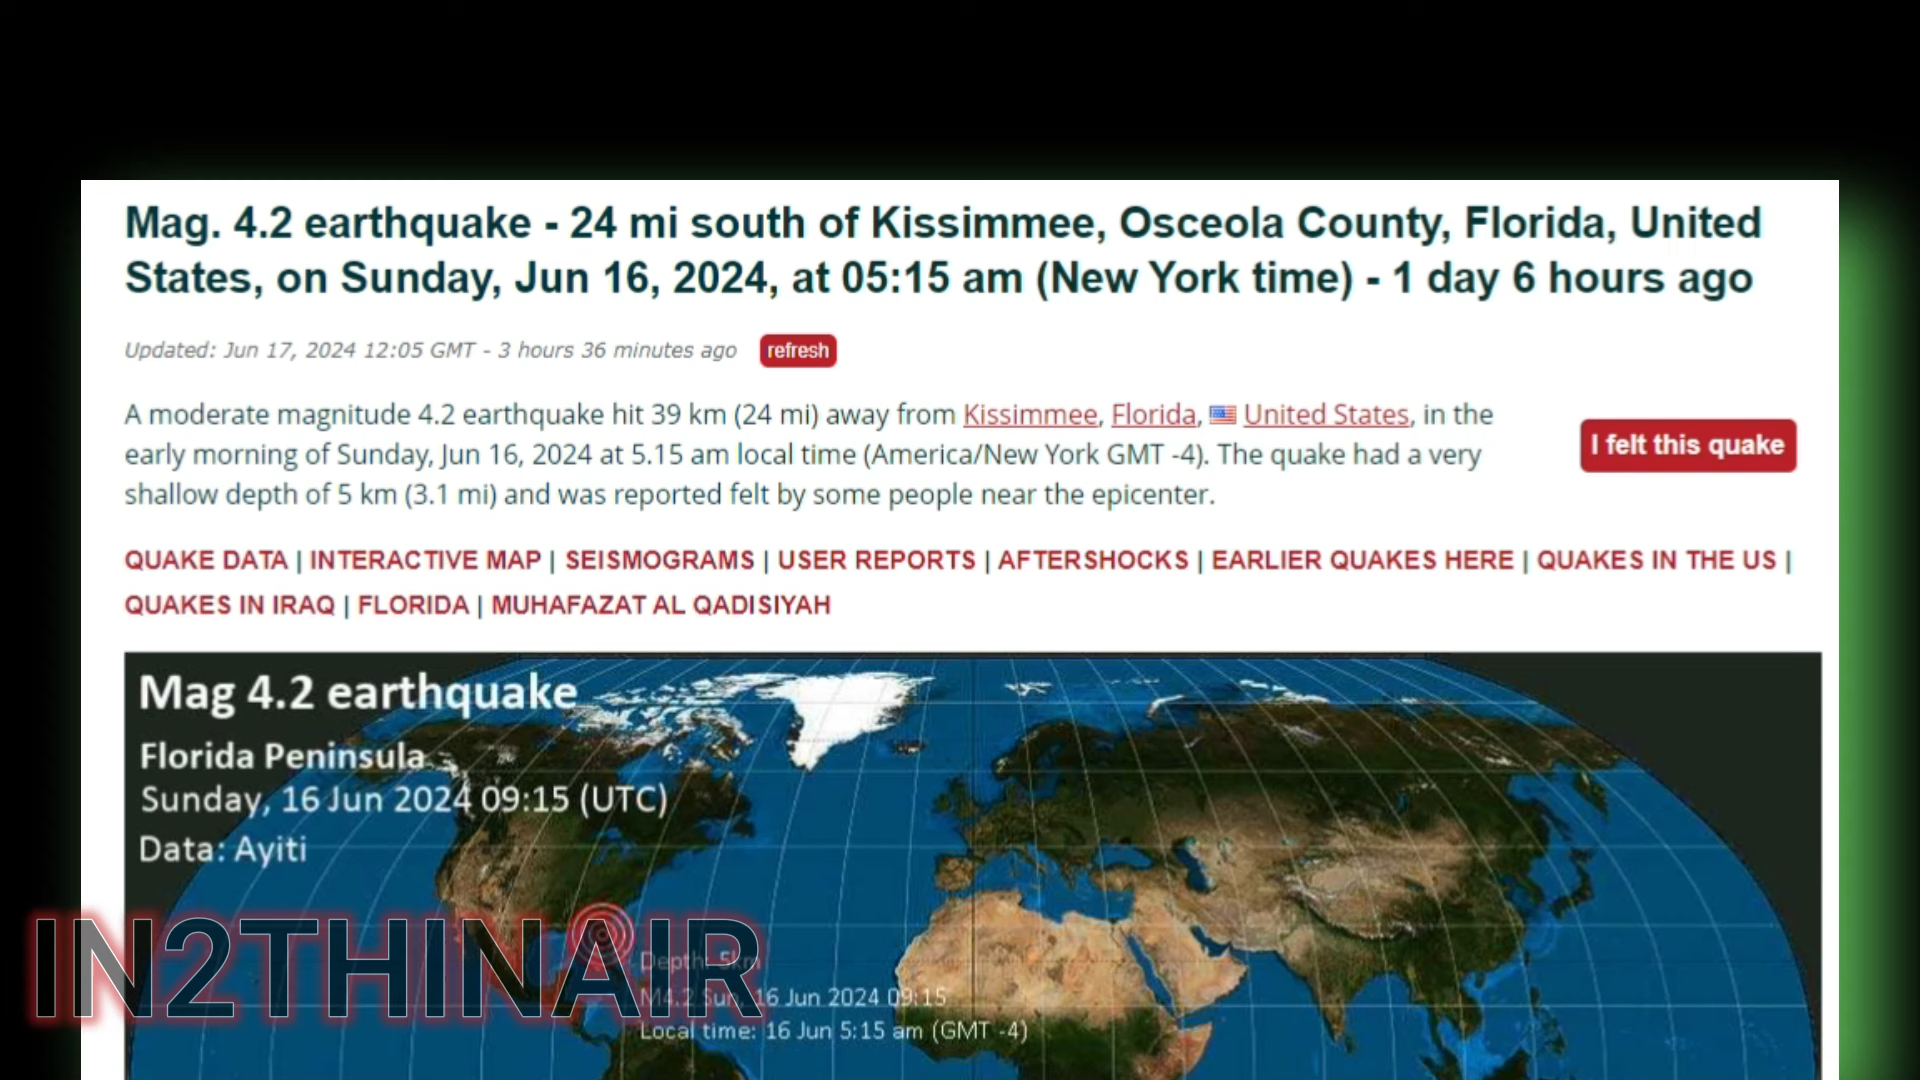 Mag. 4.2 earthquake - 24 mi south of Kissimmee, Osceola County, Florida, United
States, on Sunday, Jun 16, 2024, at 05:15 am (New York time) - 1 day 6 hours ago
Updated: Jun 17, 2024 12:05 GMT - 3 hours 36 minutes ago refresh
A moderate magnitude 4.2 earthquake hit 39 km (24 mi) away from Kissimmee, Florida, United States, in the
early morning of Sunday, Jun 16, 2024 at 5.15 am local time (America/New York GMT -4). The quake had a very
shallow depth of 5 km (3.1 mi) and was reported felt by some people near the epicenter.
I felt this quake
QUAKE DATA | INTERACTIVE MAP | SEISMOGRAMS | USER REPORTS | AFTERSHOCKS | EARLIER QUAKES HERE | QUAKES IN THE US |
QUAKES IN IRAQ | FLORIDA | MUHAFAZAT AL QADISIYAH
Mag 4.2 earthquake
Florida Peninsula
Sunday, 16 Jun 2024 09:15 (UTC)
Data: Ayiti
IN2THINAIR
Depth: 5km
M4.2 Sun, 16 Jun 2024 09:15
Local time: 16 Jun 5:15 am (GMT -4)